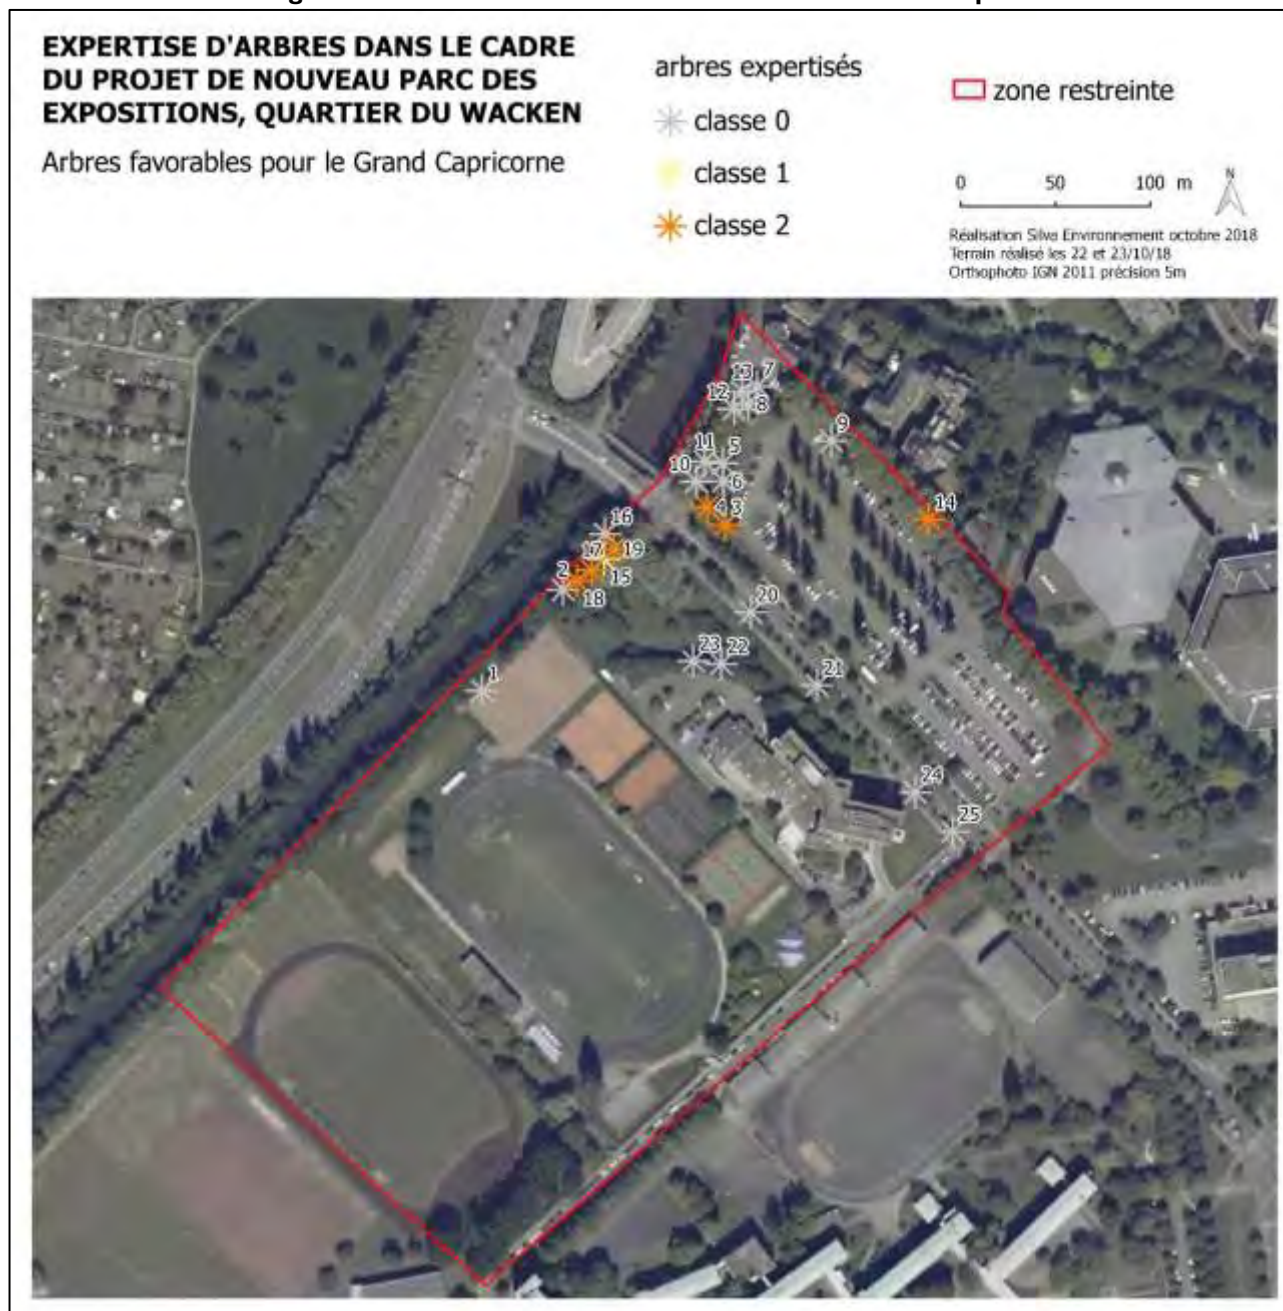 EXPERTISE D'ARBRES DANS LE CADRE
DU PROJET DE NOUVEAU PARC DES
EXPOSITIONS, QUARTIER DU WACKEN
Arbres favorables pour le Grand Capricorne
arbres expertisés
classe 0
classe 1
classe 2
zone restreinte
0 50 100 m
N
Réalisation Silva Environnement octobre 2018
Terrain réalisé les 22 et 23/10/18
Orthophoto IGN 2011 précision 5m
13 7
12 8
9
11 5
10 6
4 3
14
16
17 19
2 15
18
20
23 22
21
1
24
25